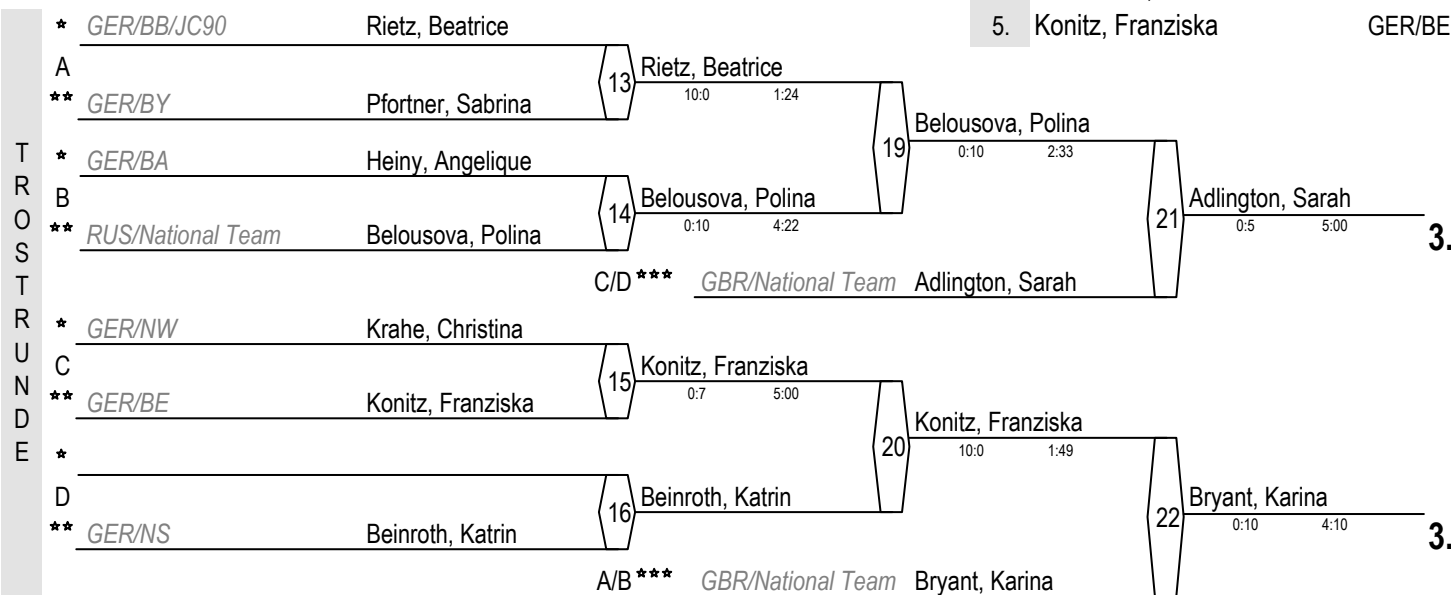 5. Konitz, Franziska GER/BE
TROSTRUNDE
* GER/BB/JC90 Rietz, Beatrice
A
13 Rietz, Beatrice
10:0 1:24
** GER/BY Pfortner, Sabrina
19 Belousova, Polina
0:10 2:33
* GER/BA Heiny, Angelique
B
14 Belousova, Polina
0:10 4:22
** RUS/National Team Belousova, Polina
21 Adlington, Sarah
0:5 5:00
3.
C/D *** GBR/National Team Adlington, Sarah
* GER/NW Krahe, Christina
C
15 Konitz, Franziska
0:7 5:00
** GER/BE Konitz, Franziska
20 Konitz, Franziska
10:0 1:49
*
D
16 Beinroth, Katrin
** GER/NS Beinroth, Katrin
22 Bryant, Karina
0:10 4:10
3.
A/B *** GBR/National Team Bryant, Karina